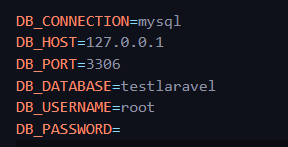 DB_CONNECTION=mysql
DB_HOST=127.0.0.1
DB_PORT=3306
DB_DATABASE=testlaravel
DB_USERNAME=root
DB_PASSWORD=